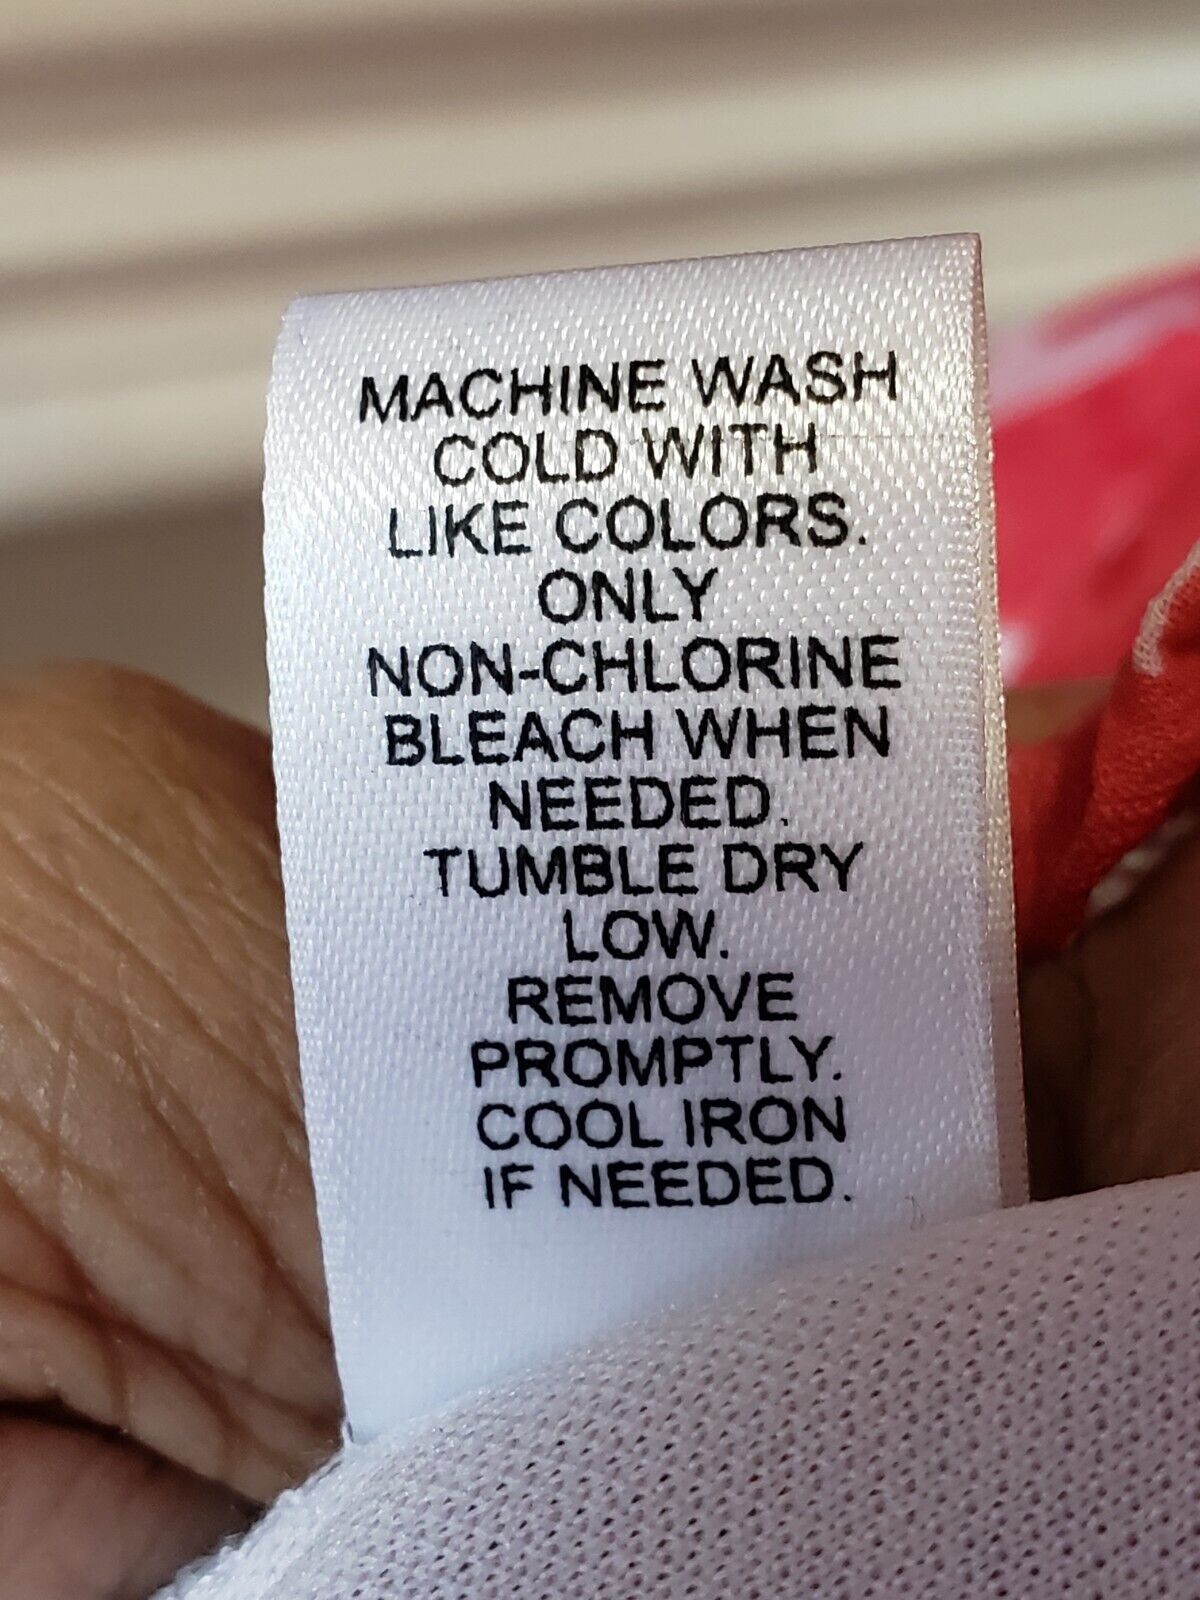 MACHINE WASH
COLD WITH
LIKE COLORS.
ONLY
NON-CHLORINE
BLEACH WHEN
NEEDED.
TUMBLE DRY
LOW.
REMOVE
PROMPTLY.
COOL IRON
IF NEEDED.